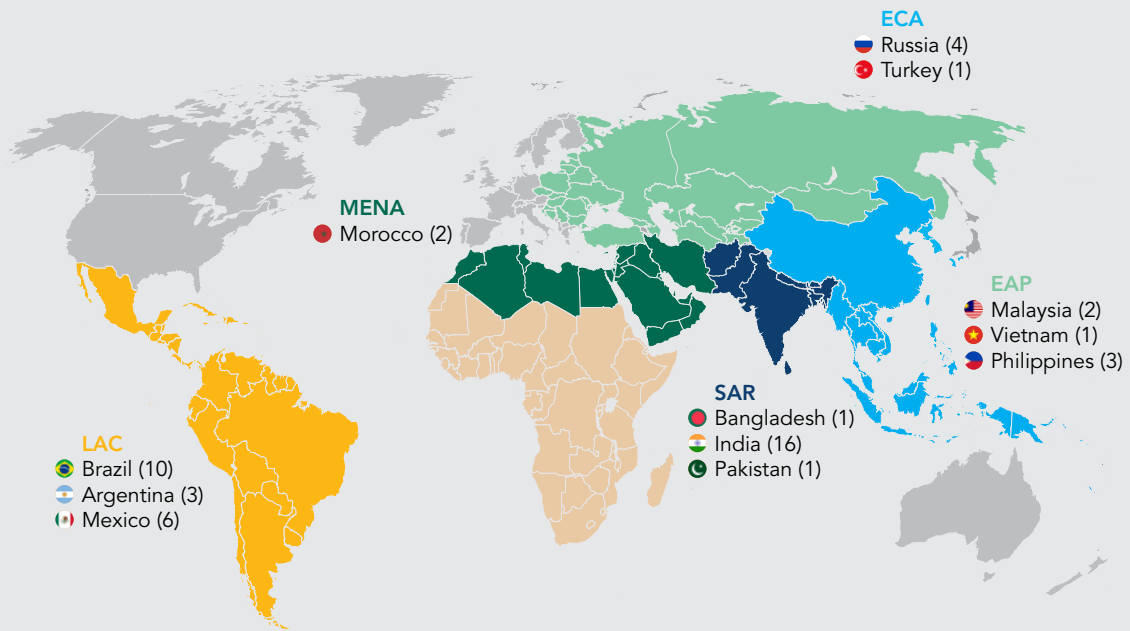 ECA
Russia (4)
Turkey (1)
MENA
Morocco (2)
EAP
Malaysia (2)
Vietnam (1)
Philippines (3)
SAR
Bangladesh (1)
India (16)
Pakistan (1)
LAC
Brazil (10)
Argentina (3)
Mexico (6)